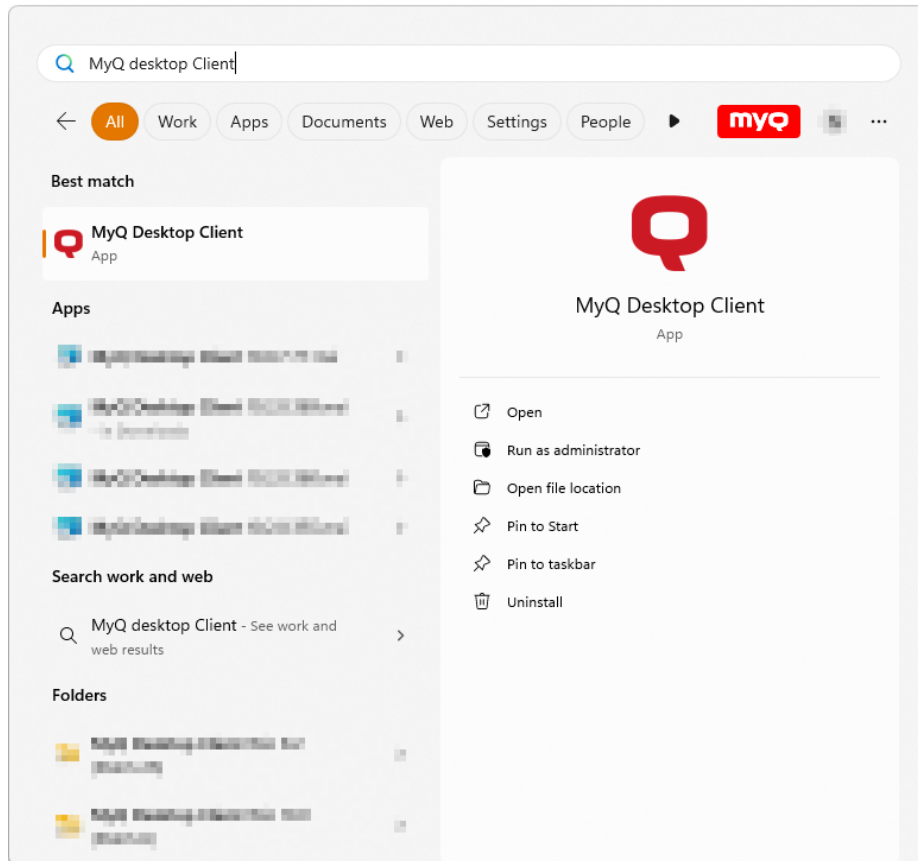 MyQ desktop Client
All Work Apps Documents Web Settings People myQ
Best match
MyQ Desktop Client
App
MyQ Desktop Client
App
Apps
Open
Run as administrator
Open file location
Pin to Start
Pin to taskbar
Uninstall
Search work and web
MyQ desktop Client - See work and
web results
Folders